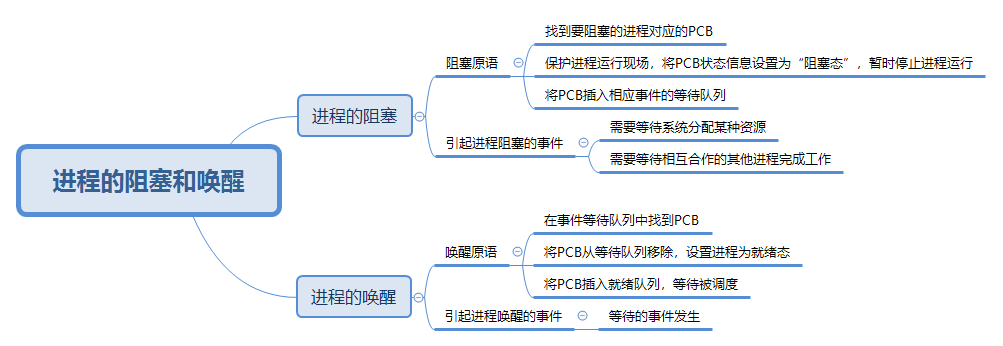 进程的阻塞和唤醒
进程的阻塞
阻塞原语
找到要阻塞的进程对应的PCB
保护进程运行现场，将PCB状态信息设置为“阻塞态”，暂时停止进程运行
将PCB插入相应事件的等待队列
引起进程阻塞的事件
需要等待系统分配某种资源
需要等待相互合作的其他进程完成工作
进程的唤醒
唤醒原语
在事件等待队列中找到PCB
将PCB从等待队列移除，设置进程为就绪态
将PCB插入就绪队列，等待被调度
引起进程唤醒的事件
等待的事件发生